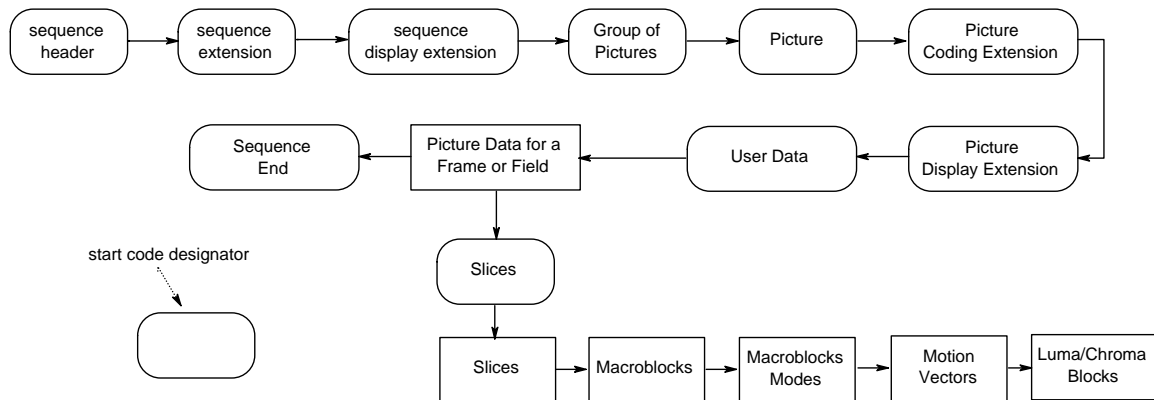 sequence
header
sequence
extension
sequence
display extension
Group of
Pictures
Picture
Picture
Coding Extension
Sequence
End
Picture Data for a
Frame or Field
User Data
Picture
Display Extension
start code designator
Slices
Slices
Macroblocks
Macroblocks
Modes
Motion
Vectors
Luma/Chroma
Blocks